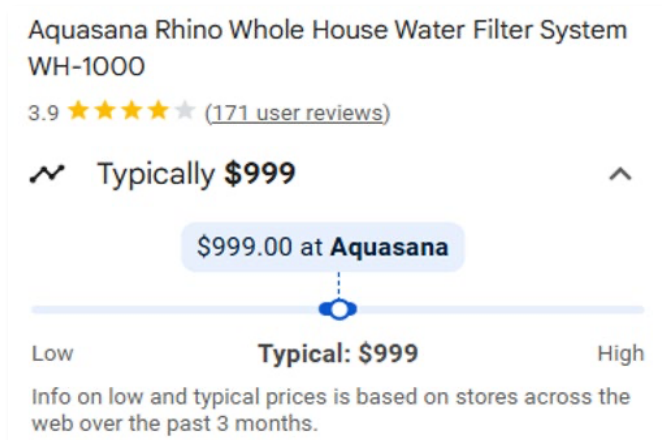 Aquasana Rhino Whole House Water Filter System
WH-1000
3.9 (171 user reviews)
Typically $999
$999.00 at Aquasana
Low Typical: $999 High
Info on low and typical prices is based on stores across the
web over the past 3 months.